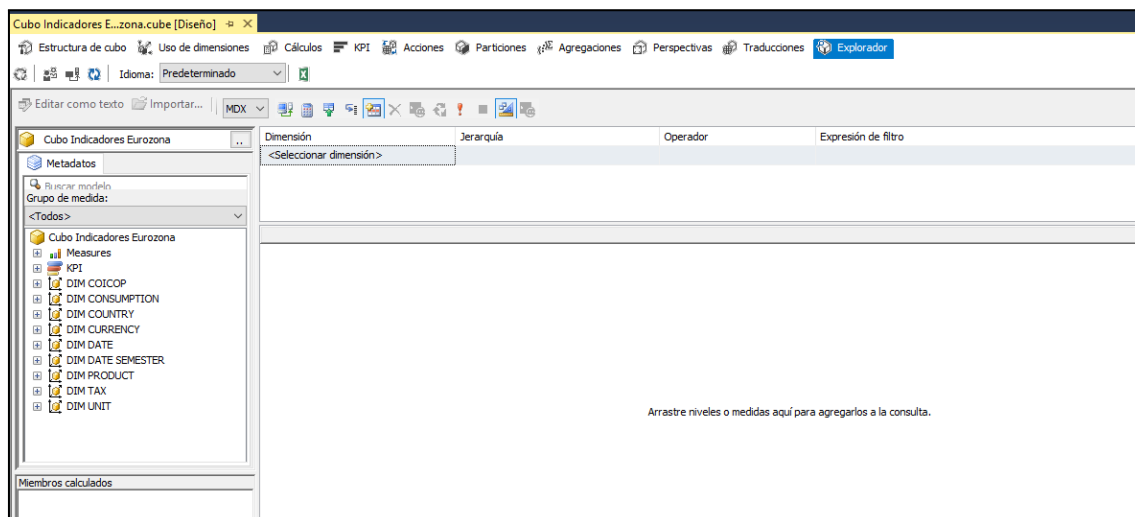 Cubo Indicadores E...zona.cube [Diseño]
Estructura de cubo Uso de dimensiones Cálculos KPI Acciones Particiones Agregaciones Perspectivas Traducciones Explorador
Idioma: Predeterminado
Editar como texto Importar... MDX
Cubo Indicadores Eurozona ..
Dimensión Jerarquía Operador Expresión de filtro
<Seleccionar dimensión>
Metadatos
Buscar modelo
Grupo de medida:
<Todos>
Cubo Indicadores Eurozona
Measures
KPI
DIM COICOP
DIM CONSUMPTION
DIM COUNTRY
DIM CURRENCY
DIM DATE
DIM DATE SEMESTER
DIM PRODUCT
DIM TAX
DIM UNIT
Arrastre niveles o medidas aquí para agregarlos a la consulta.
Miembros calculados